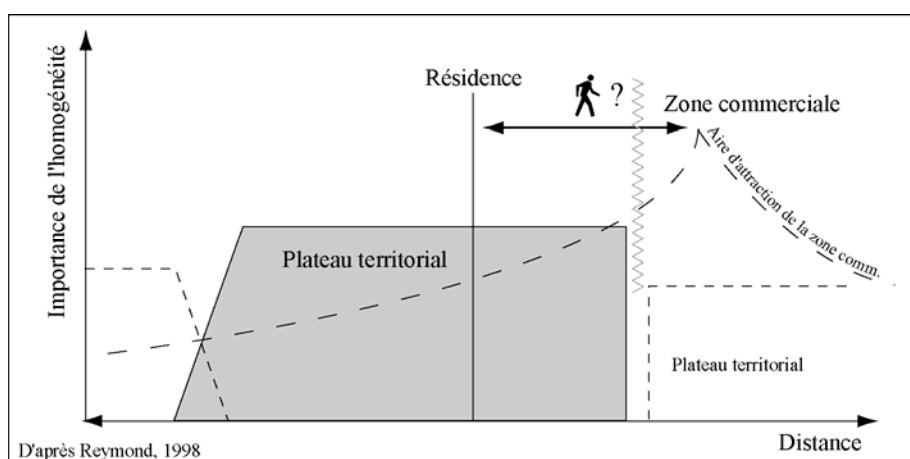 Importance de l'homogénéité
Résidence
?
Zone commerciale
Aire d'attraction de la zone comm.
Plateau territorial
Plateau territorial
Distance
D'après Reymond, 1998